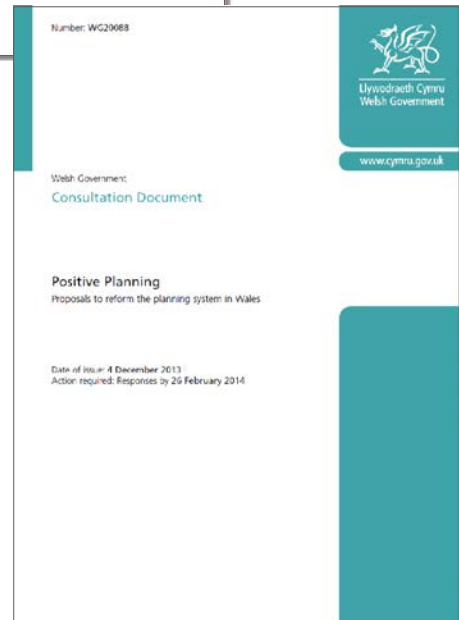 Number: WG20088
Llywodraeth Cymru
Welsh Government
www.cymru.gov.uk
Welsh Government
Consultation Document
Positive Planning
Proposals to reform the planning system in Wales
Date of issue: 4 December 2013
Action required: Responses by 26 February 2014